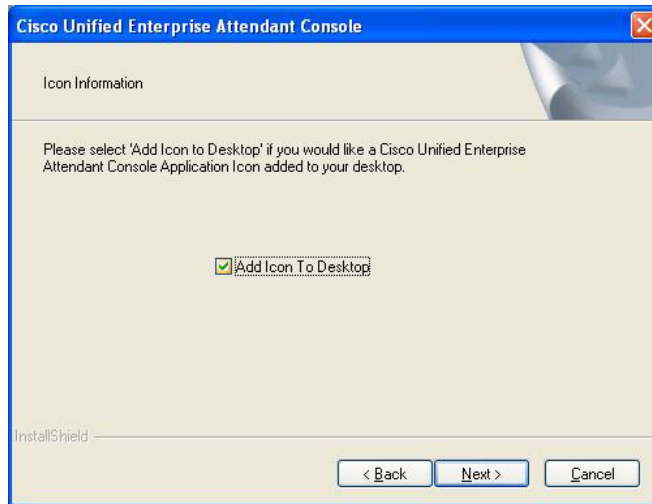 Cisco Unified Enterprise Attendant Console
Icon Information
Please select 'Add Icon to Desktop' if you would like a Cisco Unified Enterprise
Attendant Console Application Icon added to your desktop.
Add Icon To Desktop
InstallShield
< Back Next > Cancel